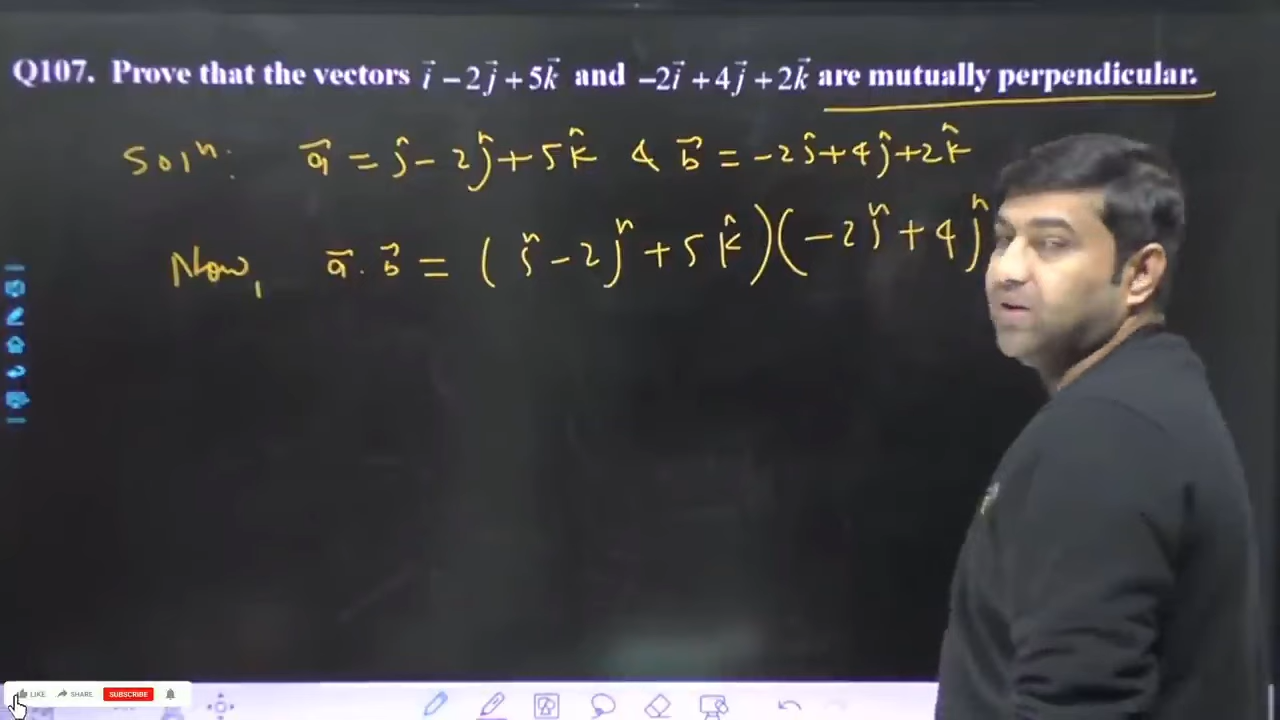 Q107. Prove that the vectors i⃗ − 2j⃗ + 5k⃗ and −2i⃗ + 4j⃗ + 2k⃗ are mutually perpendicular.
Solⁿ: a⃗ = î − 2ĵ + 5k̂ & b⃗ = −2î + 4ĵ + 2k̂
Now, a⃗ . b⃗ = (î − 2ĵ + 5k̂)(−2î + 4ĵ
LIKE SHARE SUBSCRIBE